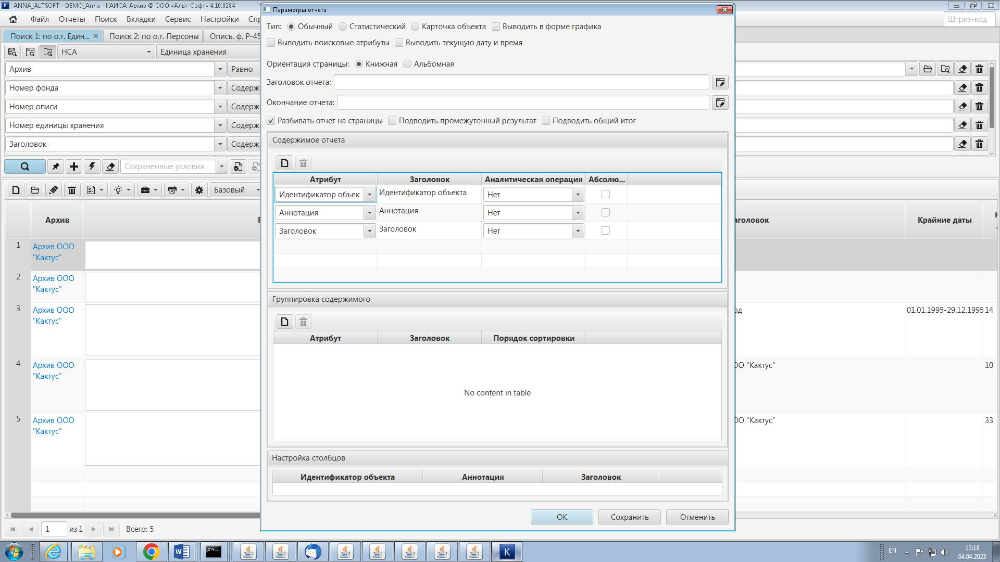 ANNA_ALTSOFT - DEMO_Anna - КАИСА-Архив © ООО «Альт-Софт» 4.10.0284
Файл Отчеты Поиск Вкладки Сервис Настройки Спр
Штрих-код
Поиск 1: по о.т. Един... Поиск 2: по о.т. Персоны Опись. ф. Р-45
НСА Единица хранения
Архив Равно
Номер фонда Содерж
Номер описи Содерж
Номер единицы хранения Содерж
Заголовок Содерж
Сохраненные условия
Базовый
Архив
аголовок Крайние даты
1 Архив ООО "Кактус"
2 Архив ООО "Кактус"
3 Архив ООО "Кактус"
01.01.1995-29.12.1995 14
4 Архив ООО "Кактус"
ОО "Кактус" 10
5 Архив ООО "Кактус"
ОО "Кактус" 33
1 из 1 Всего: 5
Параметры отчета
Тип: Обычный Статистический Карточка объекта Выводить в форме графика
Выводить поисковые атрибуты Выводить текущую дату и время
Ориентация страницы: Книжная Альбомная
Заголовок отчета:
Окончание отчета:
Разбивать отчет на страницы Подводить промежуточный результат Подводить общий итог
Содержимое отчета
Атрибут Заголовок Аналитическая операция Абсолю...
Идентификатор объек Идентификатор объекта Нет
Аннотация Аннотация Нет
Заголовок Заголовок Нет
Группировка содержимого
Атрибут Заголовок Порядок сортировки
No content in table
Настройка столбцов
Идентификатор объекта Аннотация Заголовок
ОК Сохранить Отменить
EN
13:18
04.04.2023